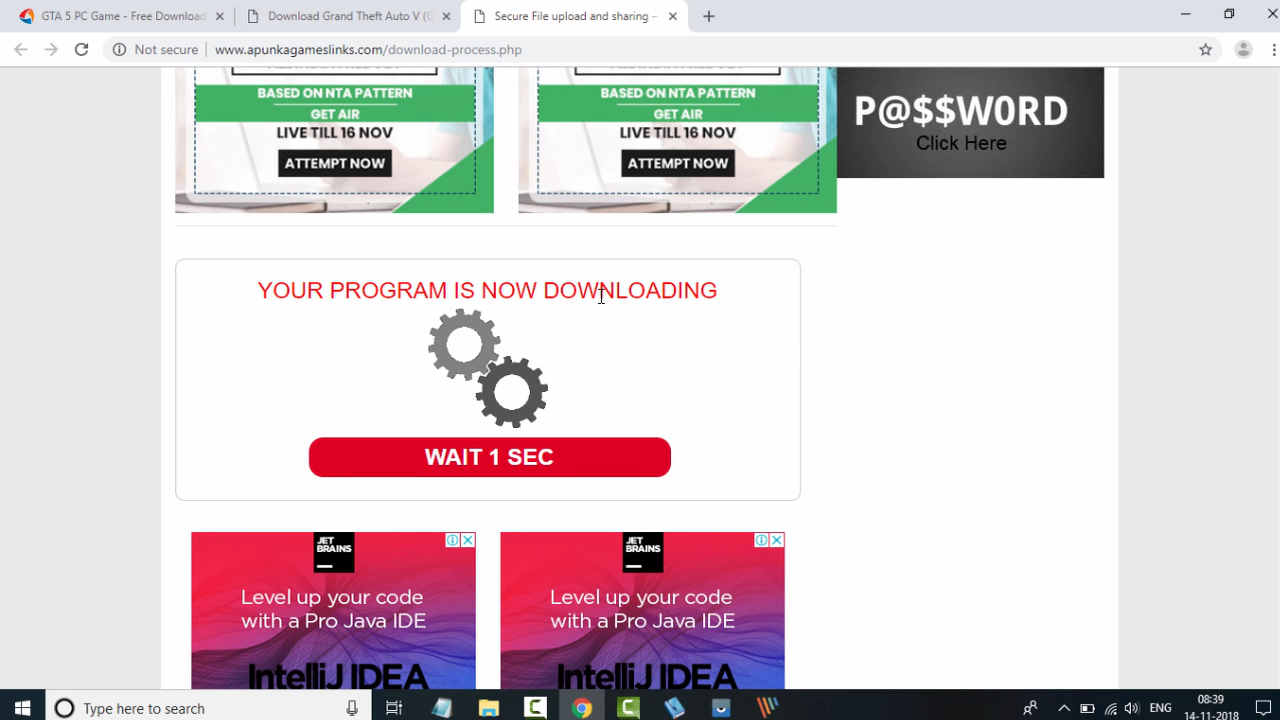 GTA 5 PC Game - Free Download
Download Grand Theft Auto V (G
Secure File upload and sharing –
Not secure
www.apunkagameslinks.com/download-process.php
BASED ON NTA PATTERN
GET AIR
LIVE TILL 16 NOV
ATTEMPT NOW
BASED ON NTA PATTERN
GET AIR
LIVE TILL 16 NOV
ATTEMPT NOW
P@$$W0RD
Click Here
YOUR PROGRAM IS NOW DOWNLOADING
WAIT 1 SEC
JET
BRAINS
Level up your code
with a Pro Java IDE
IntelliJ IDEA
JET
BRAINS
Level up your code
with a Pro Java IDE
IntelliJ IDEA
Type here to search
ENG
08:39
14-11-2018